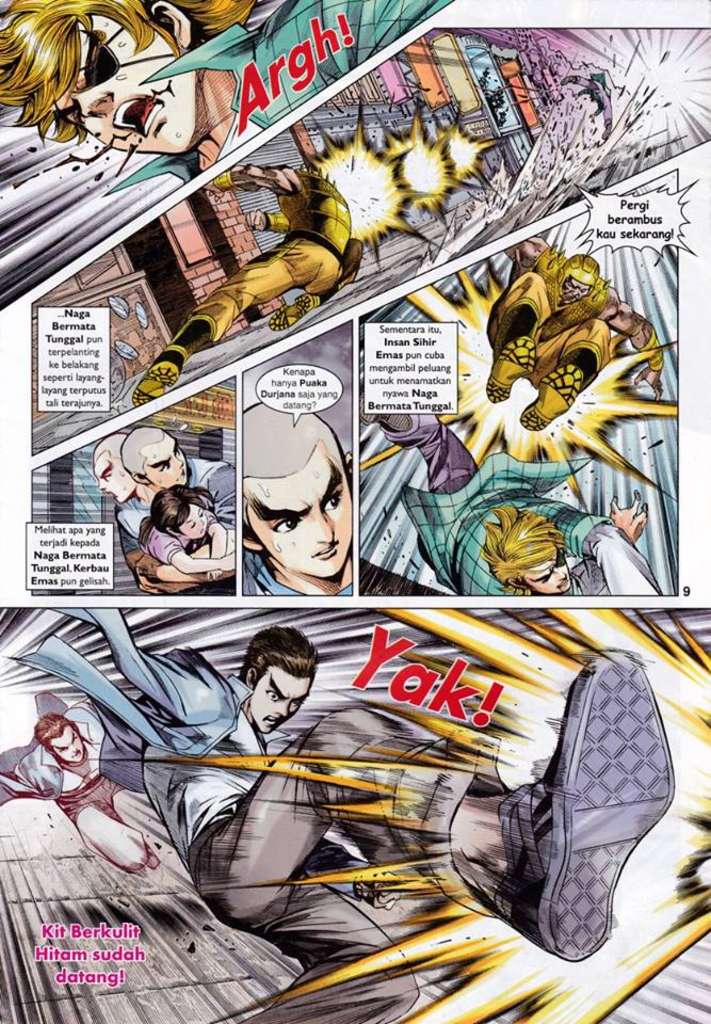 Argh!
Pergi
berambus
kau sekarang!
...Naga
Bermata
Tunggal pun
terpelanting
ke belakang
seperti layang-
layang terputus
tali terajunya.
Sementara itu,
Insan Sihir
Emas pun cuba
mengambil peluang
untuk menamatkan
nyawa Naga
Bermata Tunggal.
Kenapa
hanya Puaka
Durjana saja yang
datang?
Melihat apa yang
terjadi kepada
Naga Bermata
Tunggal, Kerbau
Emas pun gelisah.
9
Yak!
Kit Berkulit
Hitam sudah
datang!